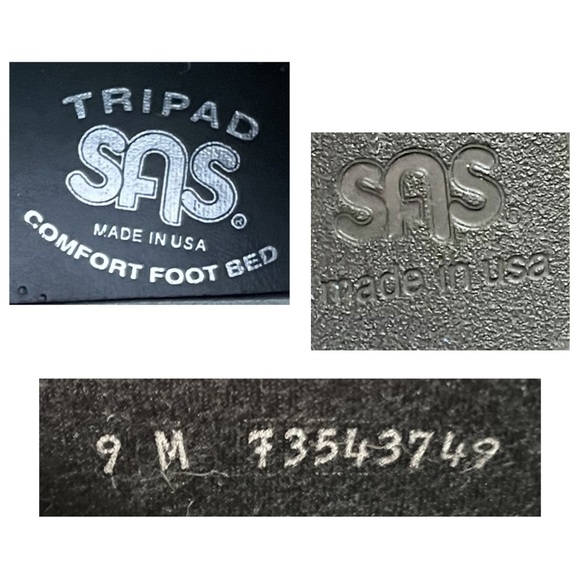 TRIPAD
SAS®
MADE IN USA
COMFORT FOOT BED
SAS
made in usa
9 M 73543749